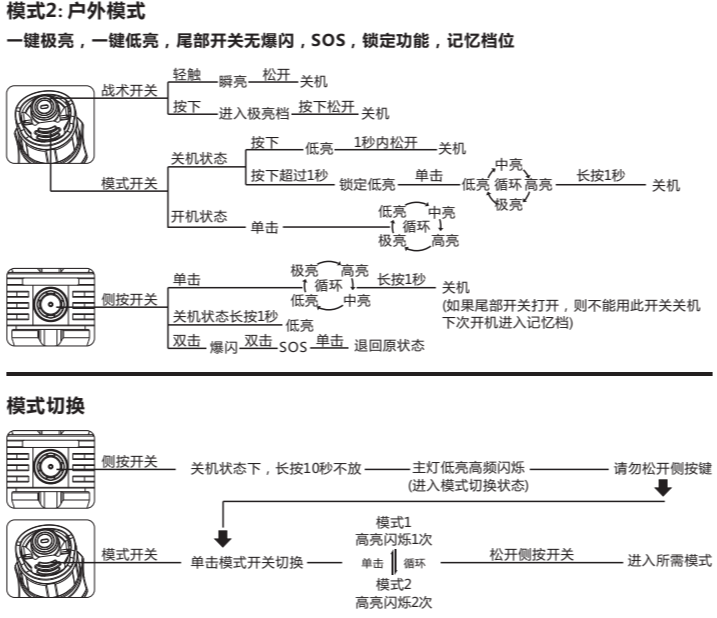 模式2: 户外模式
一键极亮，一键低亮，尾部开关无爆闪，SOS，锁定功能，记忆档位
战术开关
轻触 瞬亮 松开 关机
按下 进入极亮档 按下松开 关机
模式开关
关机状态
按下 低亮 1秒内松开 关机
按下超过1秒 锁定低亮 单击 低亮 循环 高亮 长按1秒 关机
中亮
极亮
开机状态
单击
低亮 中亮
循环
极亮 高亮
侧按开关
单击
极亮 高亮
循环
低亮 中亮
长按1秒
关机
(如果尾部开关打开，则不能用此开关关机
下次开机进入记忆档)
关机状态长按1秒 低亮
双击 爆闪 双击 SOS 单击 退回原状态
模式切换
侧按开关
关机状态下，长按10秒不放 主灯低亮高频闪烁 请勿松开侧按键
(进入模式切换状态)
模式开关
单击模式开关切换
模式1
高亮闪烁1次
单击 循环
模式2
高亮闪烁2次
松开侧按开关 进入所需模式